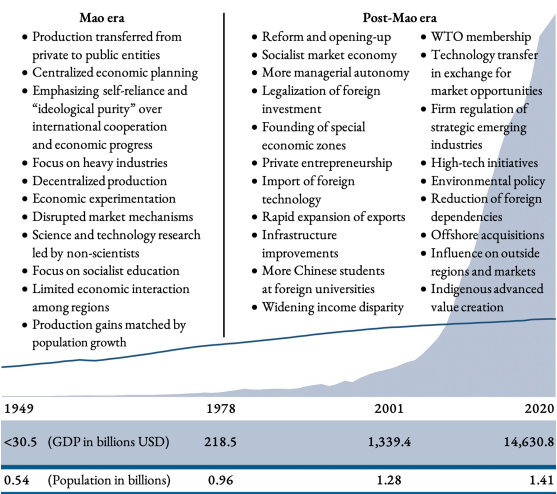 Mao era
• Production transferred from
private to public entities
• Centralized economic planning
• Emphasizing self-reliance and
“ideological purity” over
international cooperation
and economic progress
• Focus on heavy industries
• Decentralized production
• Economic experimentation
• Disrupted market mechanisms
• Science and technology research
led by non-scientists
• Focus on socialist education
• Limited economic interaction
among regions
• Production gains matched by
population growth
Post-Mao era
• Reform and opening-up
• Socialist market economy
• More managerial autonomy
• Legalization of foreign
investment
• Founding of special
economic zones
• Private entrepreneurship
• Import of foreign
technology
• Rapid expansion of exports
• Infrastructure
improvements
• More Chinese students
at foreign universities
• Widening income disparity
• WTO membership
• Technology transfer
in exchange for
market opportunities
• Firm regulation of
strategic emerging
industries
• High-tech initiatives
• Environmental policy
• Reduction of foreign
dependencies
• Offshore acquisitions
• Influence on outside
regions and markets
• Indigenous advanced
value creation
1949 1978 2001 2020
<30.5 (GDP in billions USD) 218.5 1,339.4 14,630.8
0.54 (Population in billions) 0.96 1.28 1.41